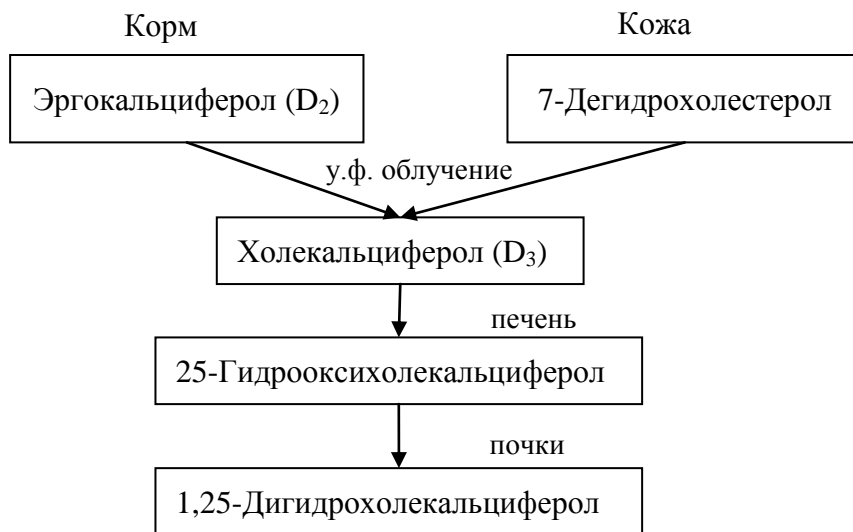 Корм
Кожа
Эргокальциферол (D₂)
7-Дегидрохолестерол
у.ф. облучение
Холекальциферол (D₃)
печень
25-Гидрооксихолекальциферол
почки
1,25-Дигидрохолекальциферол